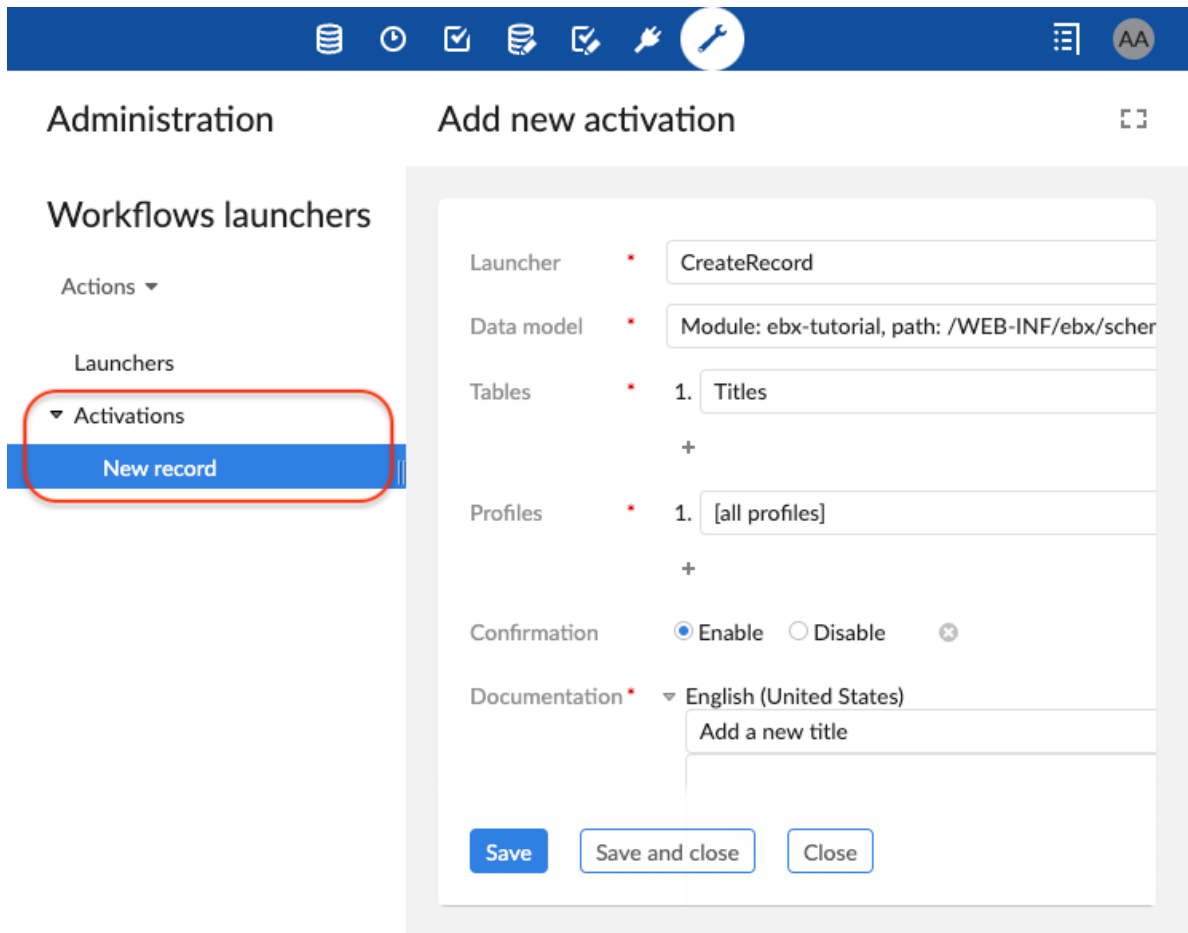 AA
Administration
Add new activation
Workflows launchers
Actions
Launchers
Activations
New record
Launcher *
CreateRecord
Data model *
Module: ebx-tutorial, path: /WEB-INF/ebx/scher
Tables *
1. Titles
+
Profiles *
1. [all profiles]
+
Confirmation
Enable Disable
Documentation *
English (United States)
Add a new title
Save Save and close Close